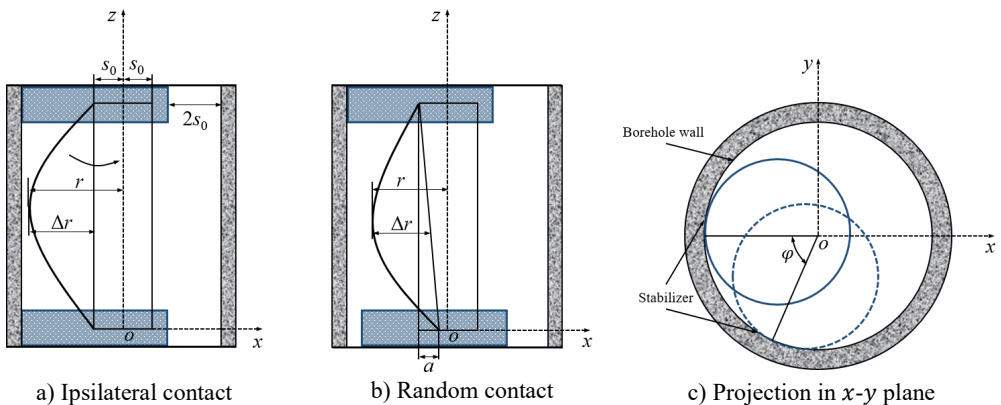 z
s₀ s₀
2s₀
r
Δr
o
x
a) Ipsilateral contact
z
r
Δr
o
x
a
b) Random contact
y
Borehole wall
o
x
φ
Stabilizer
c) Projection in x-y plane